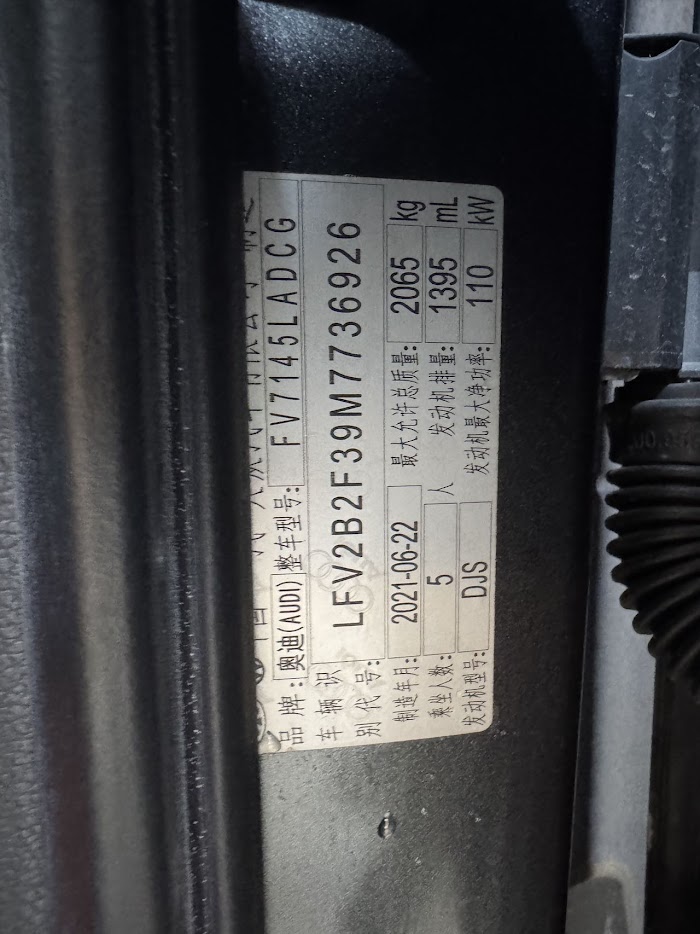 品牌: 奥迪(AUDI) 整车型号: FV7145LADCG
车辆识别代号: LFV2B2F39M7736926
制造年月: 2021-06-22 最大允许总质量: 2065 kg
乘坐人数: 5 人 发动机排量: 1395 mL
发动机型号: DJS 发动机最大净功率: 110 kW